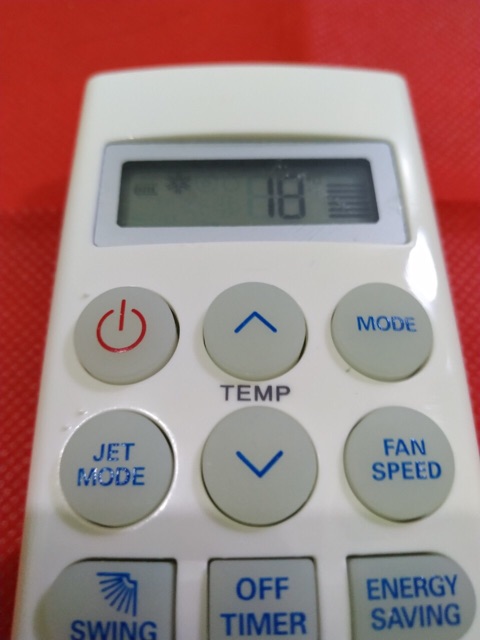 18
MODE
TEMP
JET
MODE
FAN
SPEED
SWING
OFF
TIMER
ENERGY
SAVING